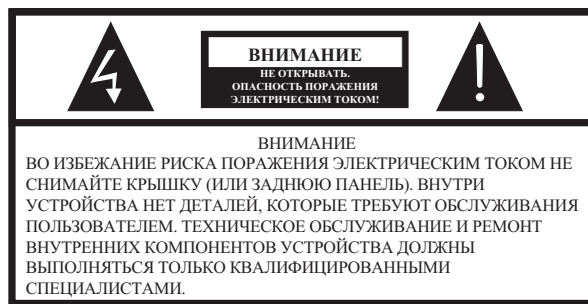 ВНИМАНИЕ
НЕ ОТКРЫВАТЬ.
ОПАСНОСТЬ ПОРАЖЕНИЯ
ЭЛЕКТРИЧЕСКИМ ТОКОМ!
ВНИМАНИЕ
ВО ИЗБЕЖАНИЕ РИСКА ПОРАЖЕНИЯ ЭЛЕКТРИЧЕСКИМ ТОКОМ НЕ
СНИМАЙТЕ КРЫШКУ (ИЛИ ЗАДНЮЮ ПАНЕЛЬ). ВНУТРИ
УСТРОЙСТВА НЕТ ДЕТАЛЕЙ, КОТОРЫЕ ТРЕБУЮТ ОБСЛУЖИВАНИЯ
ПОЛЬЗОВАТЕЛЕМ. ТЕХНИЧЕСКОЕ ОБСЛУЖИВАНИЕ И РЕМОНТ
ВНУТРЕННИХ КОМПОНЕНТОВ УСТРОЙСТВА ДОЛЖНЫ
ВЫПОЛНЯТЬСЯ ТОЛЬКО КВАЛИФИЦИРОВАННЫМИ
СПЕЦИАЛИСТАМИ.